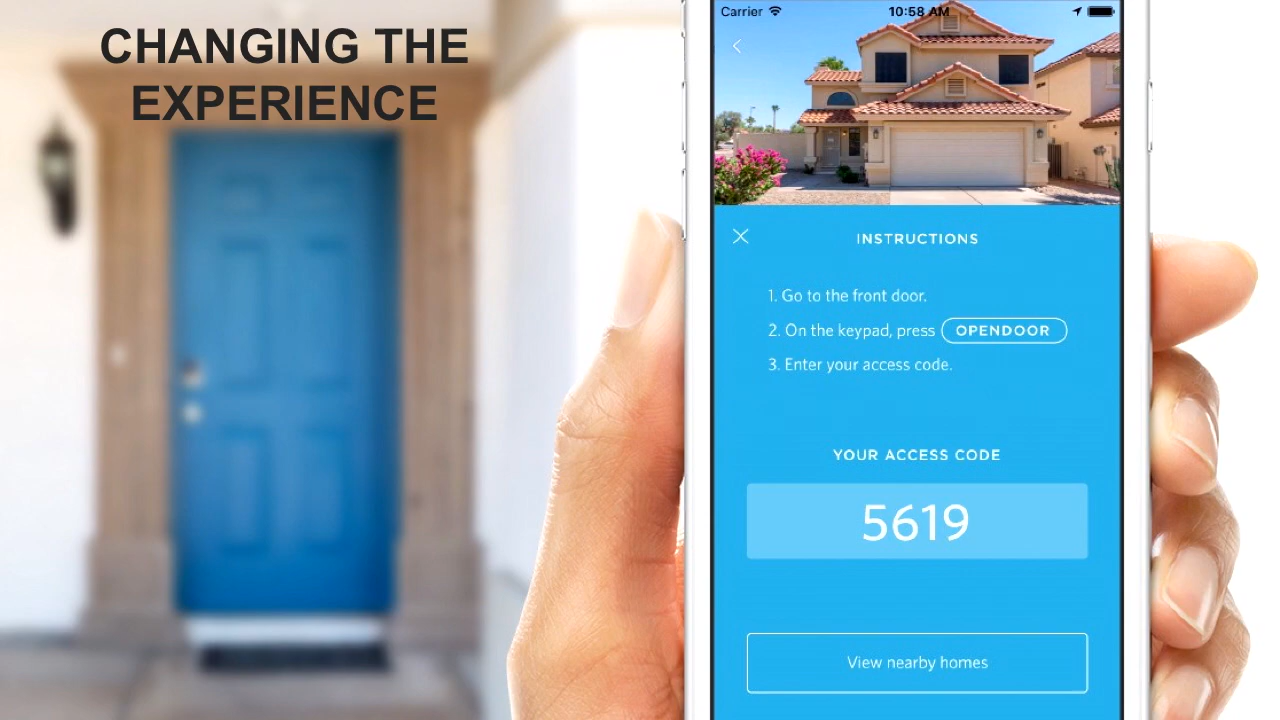 CHANGING THE
EXPERIENCE
Carrier 10:58 AM
INSTRUCTIONS
1. Go to the front door.
2. On the keypad, press OPENDOOR
3. Enter your access code.
YOUR ACCESS CODE
5619
View nearby homes